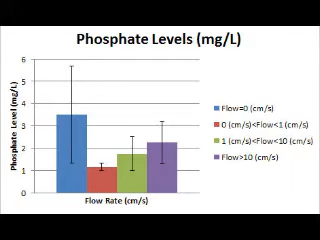 Phosphate Levels (mg/L)
6
5
4
3
2
1
0
Phosphate Level (mg/L)
Flow Rate (cm/s)
Flow=0 (cm/s)
0 (cm/s)<Flow<1 (cm/s)
1 (cm/s)<Flow<10 (cm/s)
Flow>10 (cm/s)